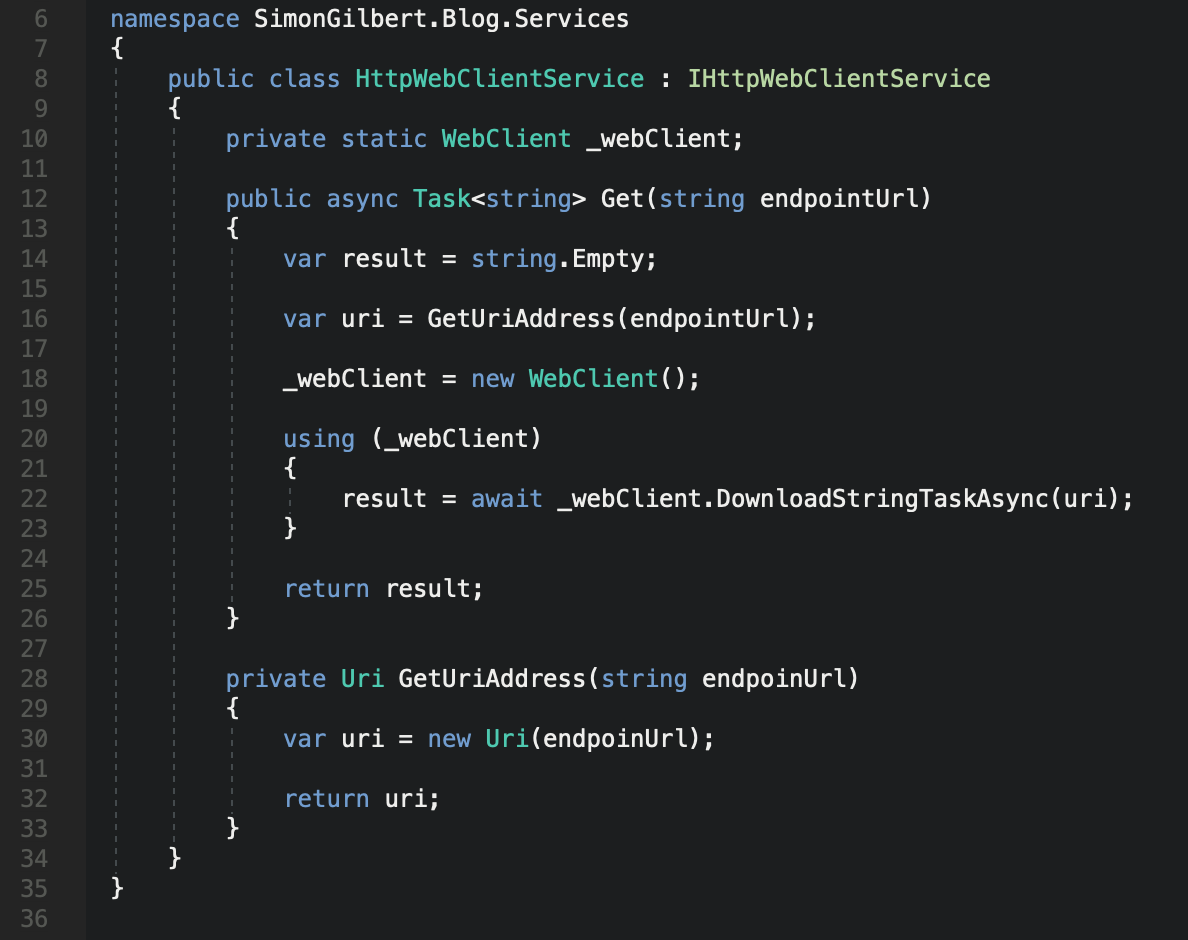 6 namespace SimonGilbert.Blog.Services
7 {
8 public class HttpWebClientService : IHttpWebClientService
9 {
10 private static WebClient _webClient;
11
12 public async Task<string> Get(string endpointUrl)
13 {
14 var result = string.Empty;
15
16 var uri = GetUriAddress(endpointUrl);
17
18 _webClient = new WebClient();
19
20 using (_webClient)
21 {
22 result = await _webClient.DownloadStringTaskAsync(uri);
23 }
24
25 return result;
26 }
27
28 private Uri GetUriAddress(string endpoinUrl)
29 {
30 var uri = new Uri(endpoinUrl);
31
32 return uri;
33 }
34 }
35 }
36